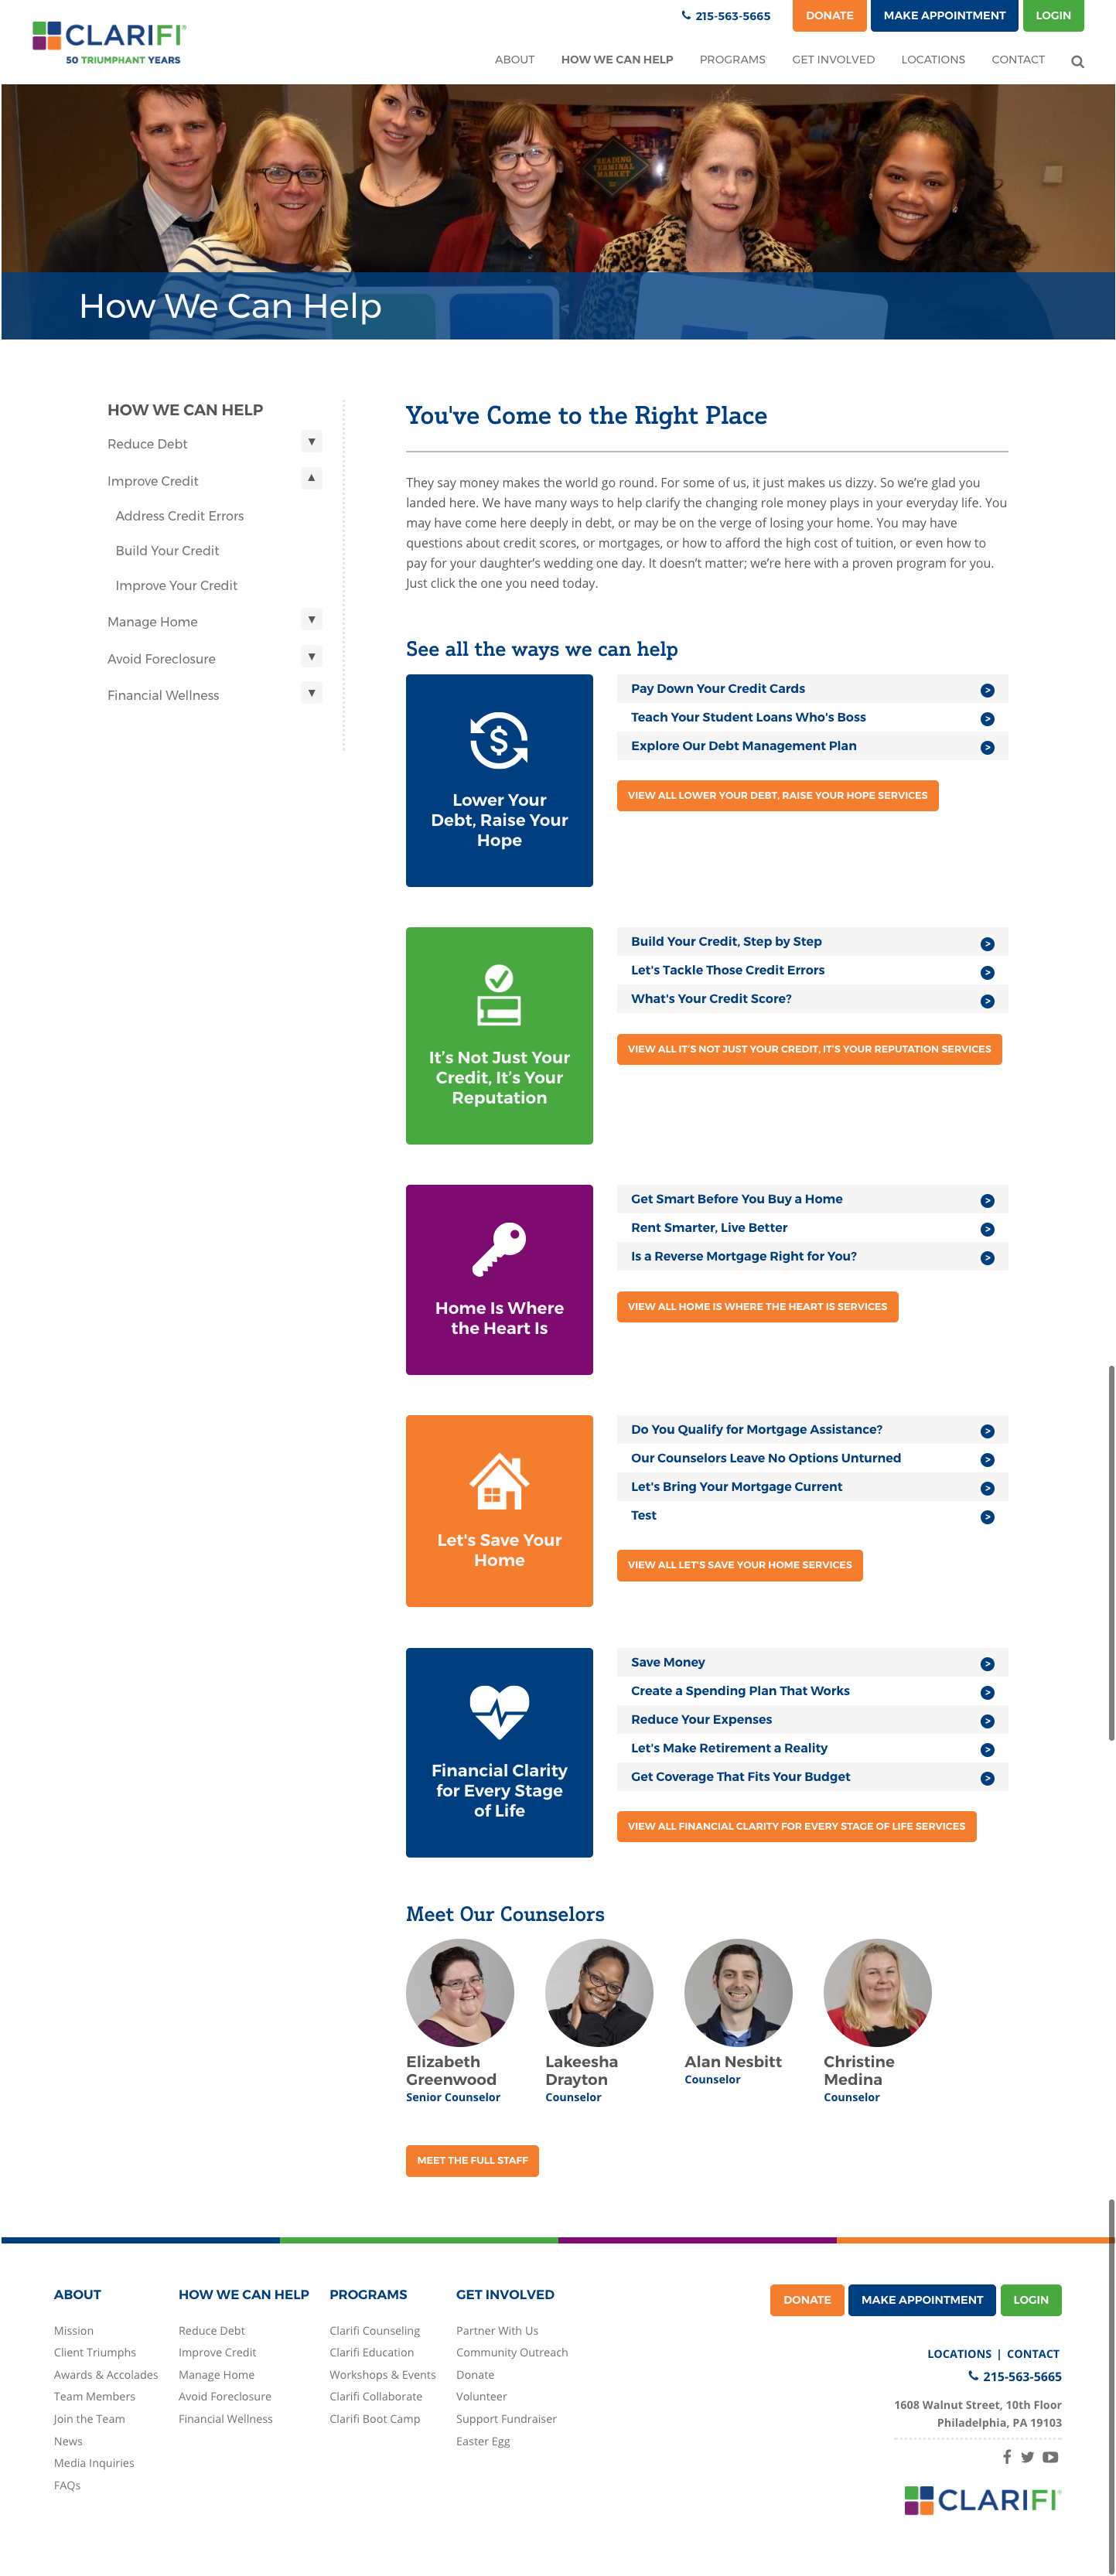 215-563-5665
DONATE
MAKE APPOINTMENT
LOGIN
CLARIFI
50 TRIUMPHANT YEARS
ABOUT
HOW WE CAN HELP
PROGRAMS
GET INVOLVED
LOCATIONS
CONTACT
READING
TERMINAL
MARKET
How We Can Help
HOW WE CAN HELP
Reduce Debt
Improve Credit
Address Credit Errors
Build Your Credit
Improve Your Credit
Manage Home
Avoid Foreclosure
Financial Wellness
You've Come to the Right Place
They say money makes the world go round. For some of us, it just makes us dizzy. So we’re glad you
landed here. We have many ways to help clarify the changing role money plays in your everyday life. You
may have come here deeply in debt, or may be on the verge of losing your home. You may have
questions about credit scores, or mortgages, or how to afford the high cost of tuition, or even how to
pay for your daughter’s wedding one day. It doesn’t matter; we’re here with a proven program for you.
Just click the one you need today.
See all the ways we can help
Lower Your
Debt, Raise Your
Hope
Pay Down Your Credit Cards
Teach Your Student Loans Who's Boss
Explore Our Debt Management Plan
VIEW ALL LOWER YOUR DEBT, RAISE YOUR HOPE SERVICES
It’s Not Just Your
Credit, It’s Your
Reputation
Build Your Credit, Step by Step
Let's Tackle Those Credit Errors
What's Your Credit Score?
VIEW ALL IT’S NOT JUST YOUR CREDIT, IT’S YOUR REPUTATION SERVICES
Home Is Where
the Heart Is
Get Smart Before You Buy a Home
Rent Smarter, Live Better
Is a Reverse Mortgage Right for You?
VIEW ALL HOME IS WHERE THE HEART IS SERVICES
Let's Save Your
Home
Do You Qualify for Mortgage Assistance?
Our Counselors Leave No Options Unturned
Let's Bring Your Mortgage Current
Test
VIEW ALL LET'S SAVE YOUR HOME SERVICES
Financial Clarity
for Every Stage
of Life
Save Money
Create a Spending Plan That Works
Reduce Your Expenses
Let's Make Retirement a Reality
Get Coverage That Fits Your Budget
VIEW ALL FINANCIAL CLARITY FOR EVERY STAGE OF LIFE SERVICES
Meet Our Counselors
Elizabeth
Greenwood
Senior Counselor
Lakeesha
Drayton
Counselor
Alan Nesbitt
Counselor
Christine
Medina
Counselor
MEET THE FULL STAFF
ABOUT
Mission
Client Triumphs
Awards & Accolades
Team Members
Join the Team
News
Media Inquiries
FAQs
HOW WE CAN HELP
Reduce Debt
Improve Credit
Manage Home
Avoid Foreclosure
Financial Wellness
PROGRAMS
Clarifi Counseling
Clarifi Education
Workshops & Events
Clarifi Collaborate
Clarifi Boot Camp
GET INVOLVED
Partner With Us
Community Outreach
Donate
Volunteer
Support Fundraiser
Easter Egg
DONATE
MAKE APPOINTMENT
LOGIN
LOCATIONS | CONTACT
215-563-5665
1608 Walnut Street, 10th Floor
Philadelphia, PA 19103
CLARIFI